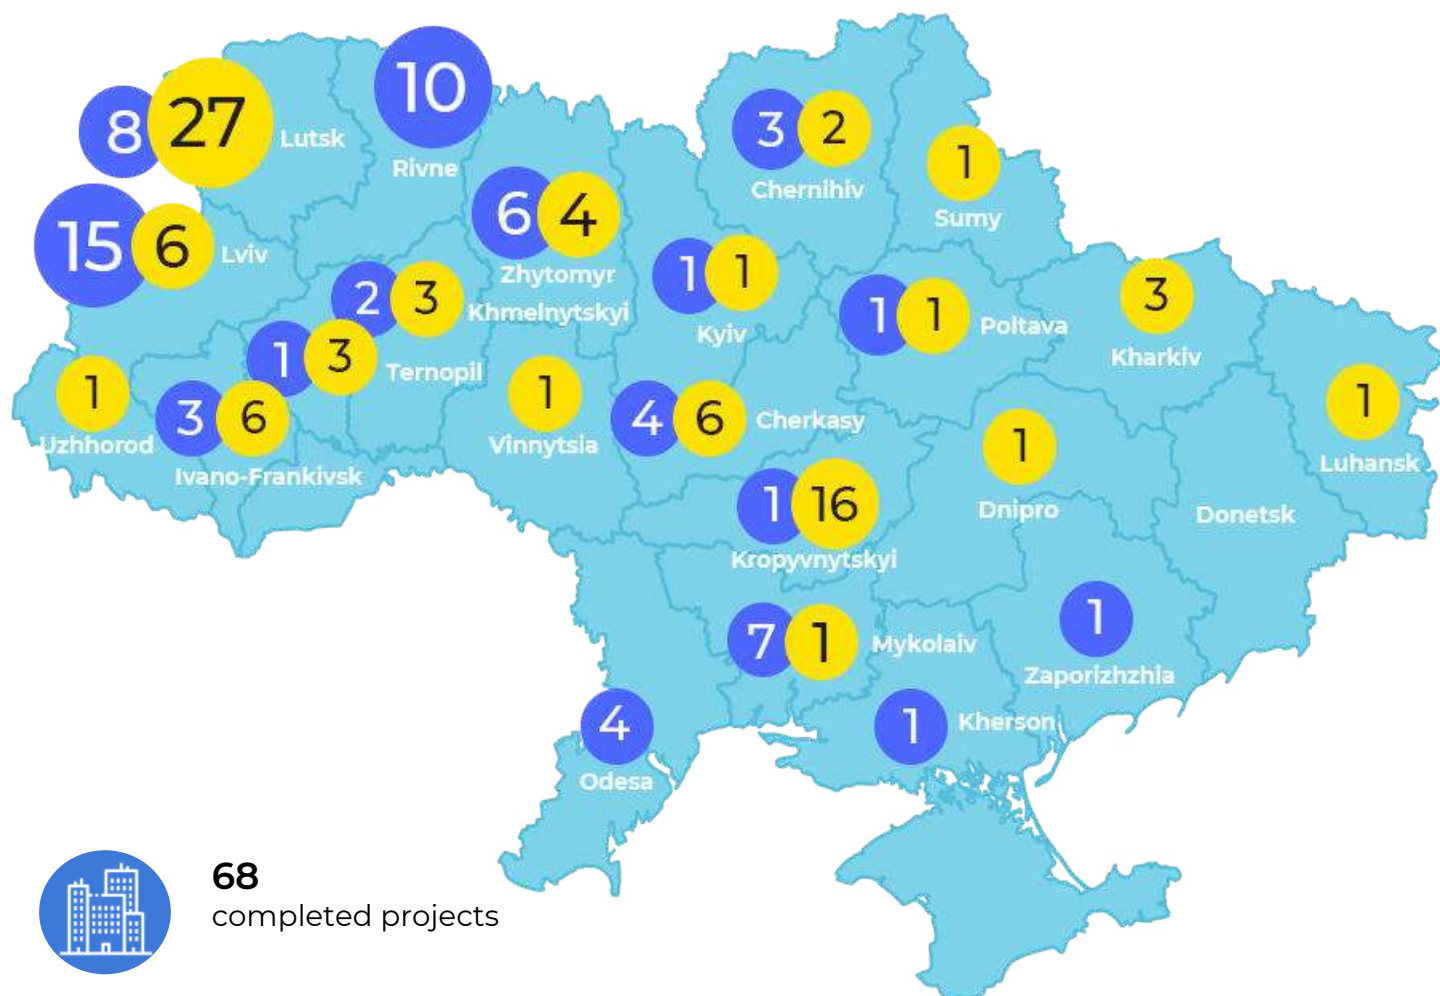 10
8 27
Lutsk
Rivne
3 2
Chernihiv
1
Sumy
15 6
Lviv
6 4
Zhytomyr
2 3
Khmelnytskyi
1 1
Kyiv
1 1
Poltava
3
Kharkiv
1 3
Ternopil
1
Uzhhorod
3 6
Ivano-Frankivsk
1
Vinnytsia
4 6
Cherkasy
1
Dnipro
1
Luhansk
Donetsk
1 16
Kropyvnytskyi
7 1
Mykolaiv
1
Zaporizhzhia
4
Odesa
1
Kherson
68
completed projects